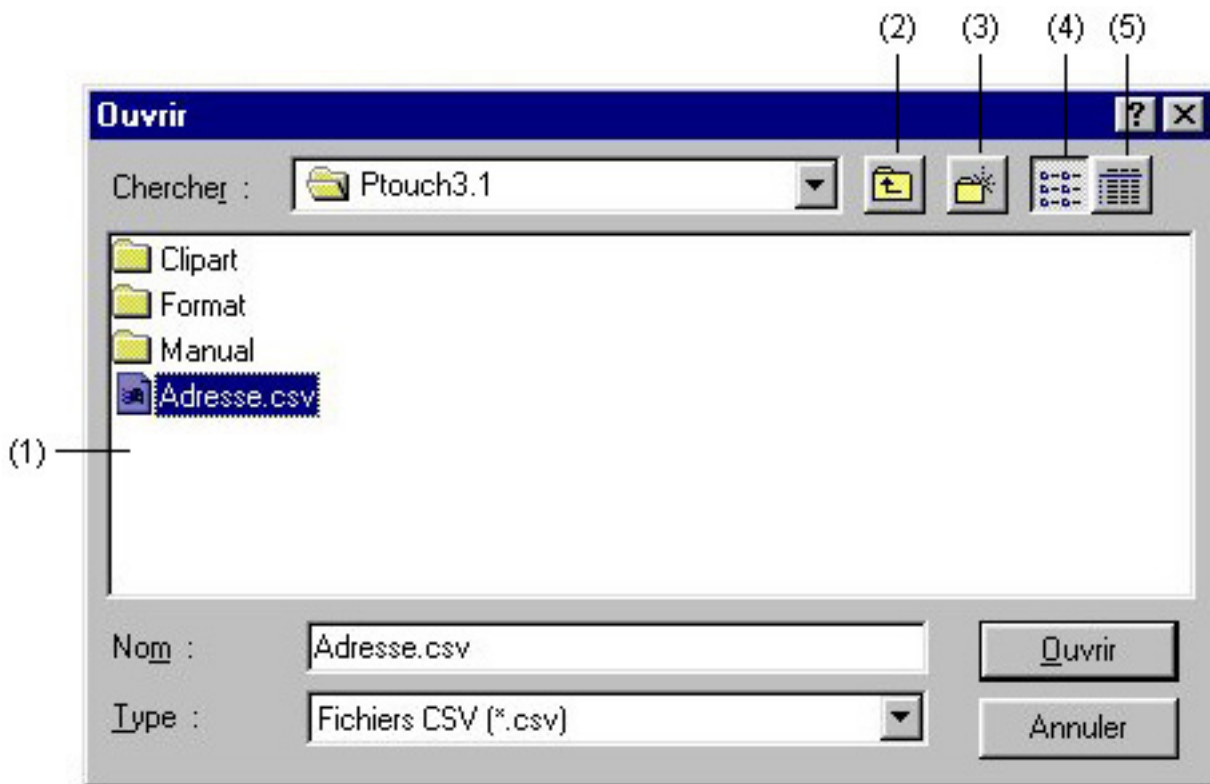 (2) (3) (4) (5)
Ouvrir
Chercher : Ptouch3.1
Clipart
Format
Manual
Adresse.csv
(1)
Nom : Adresse.csv
Ouvrir
Type : Fichiers CSV (*.csv)
Annuler